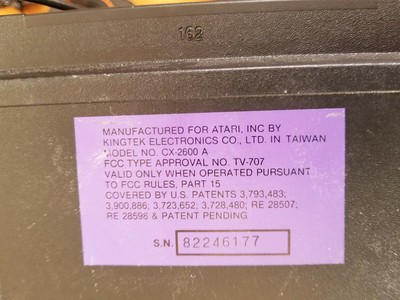 162
MANUFACTURED FOR ATARI, INC BY
KINGTEK ELECTRONICS CO., LTD. IN TAIWAN
MODEL NO. CX-2600 A
FCC TYPE APPROVAL NO. TV-707
VALID ONLY WHEN OPERATED PURSUANT
TO FCC RULES, PART 15
COVERED BY U.S. PATENTS 3,793,483;
3,900,886; 3,723,652; 3,728,480; RE 28507;
RE 28598 & PATENT PENDING
S.N. 82246177